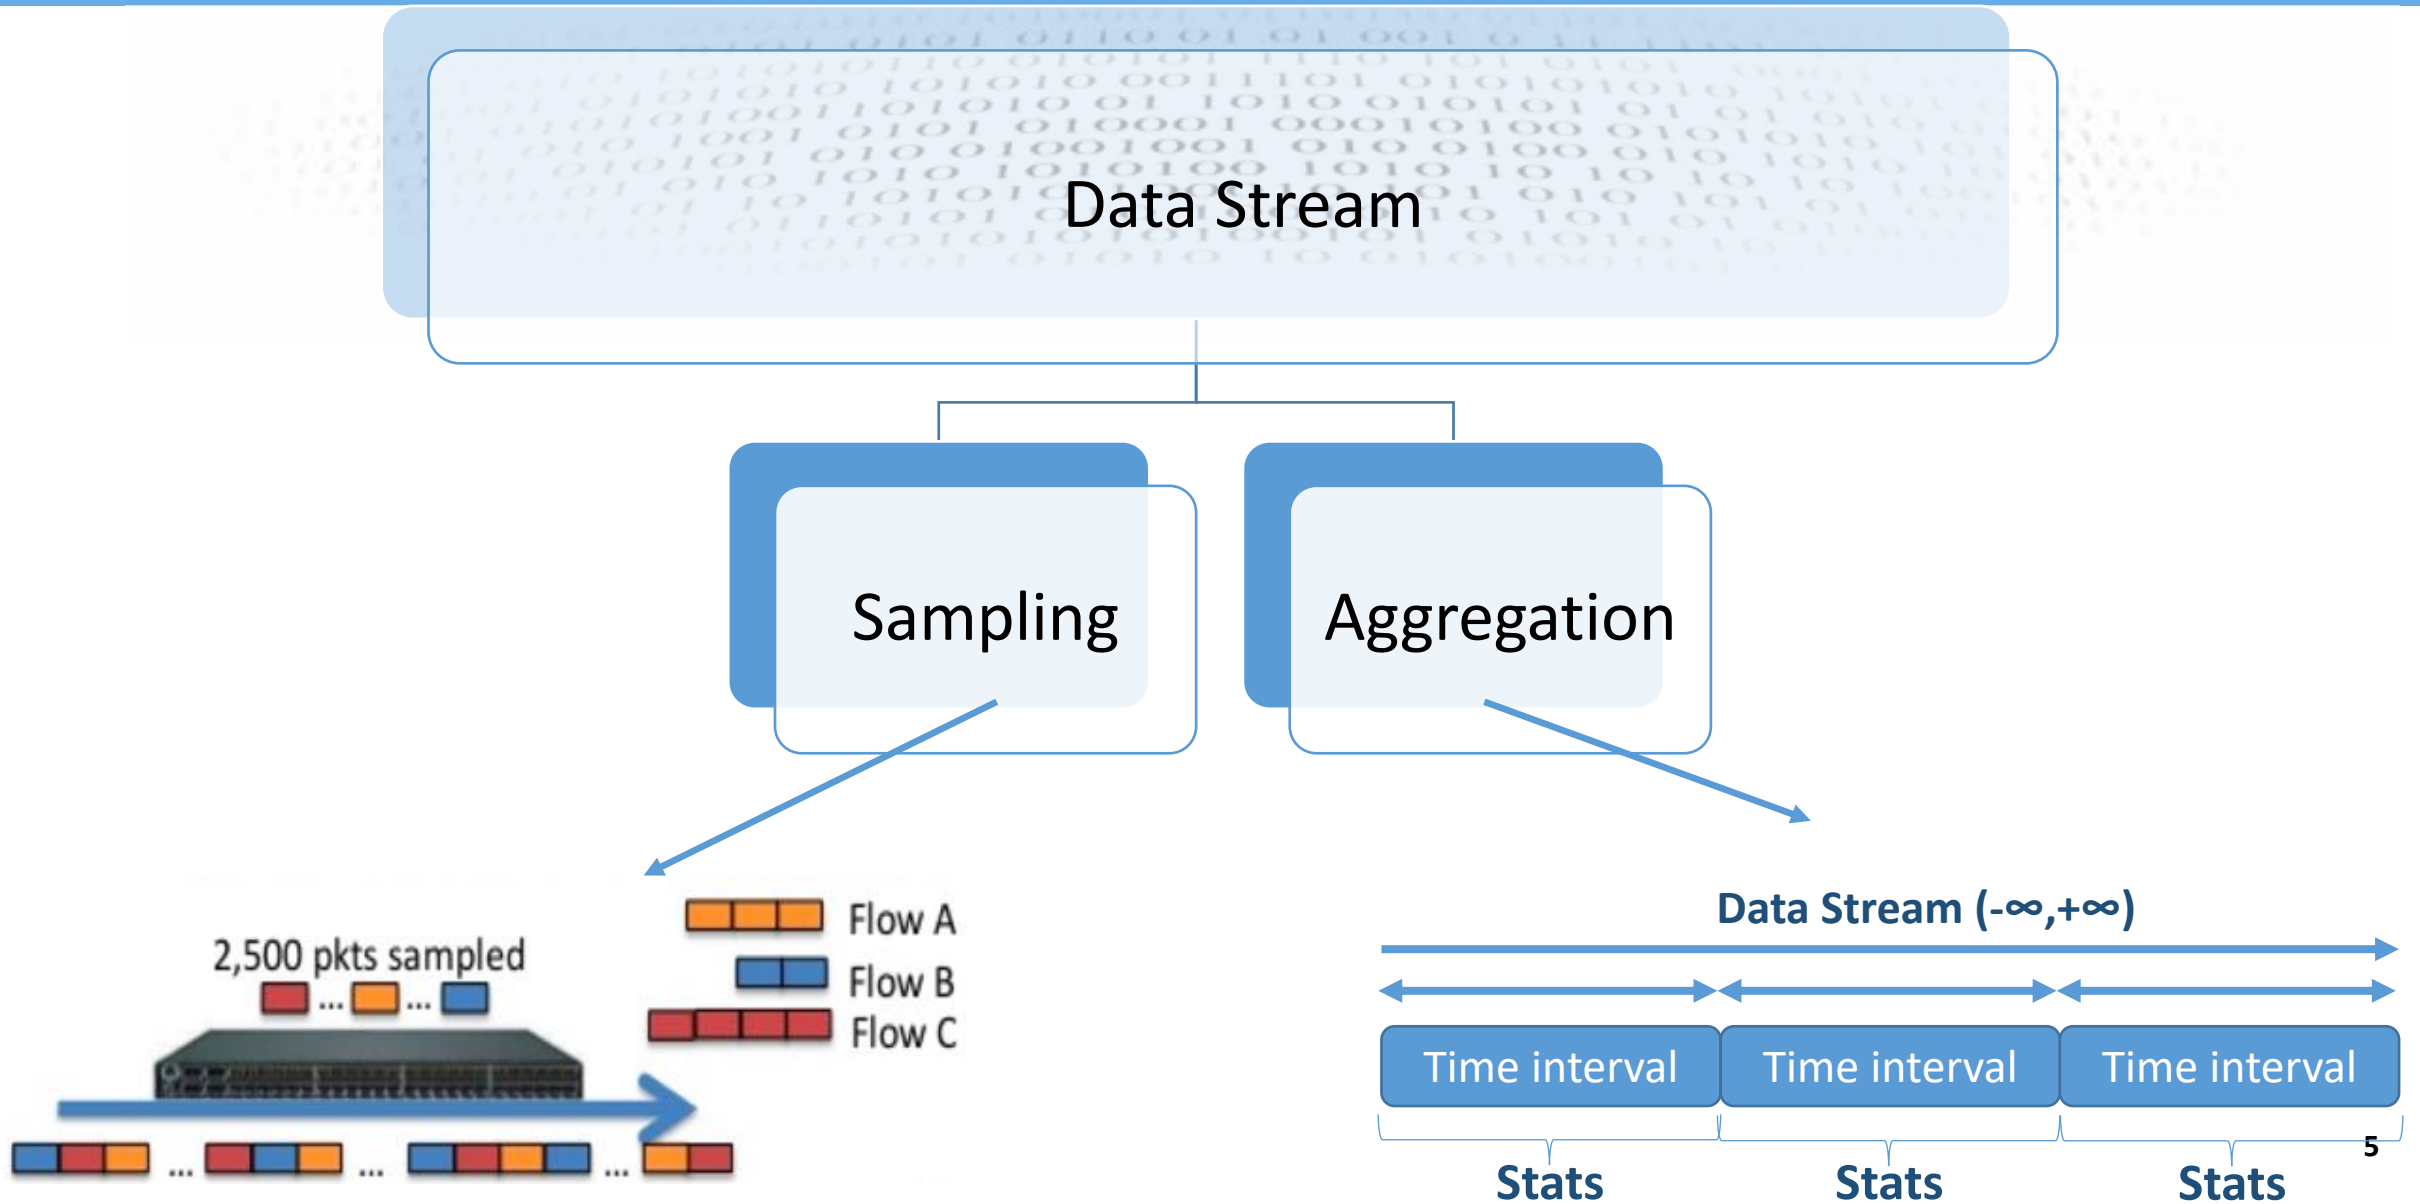 Data Stream
Sampling
Aggregation
2,500 pkts sampled
... ...
Flow A
Flow B
Flow C
... ... ...
Data Stream (-∞,+∞)
Time interval Time interval Time interval
Stats Stats Stats
5